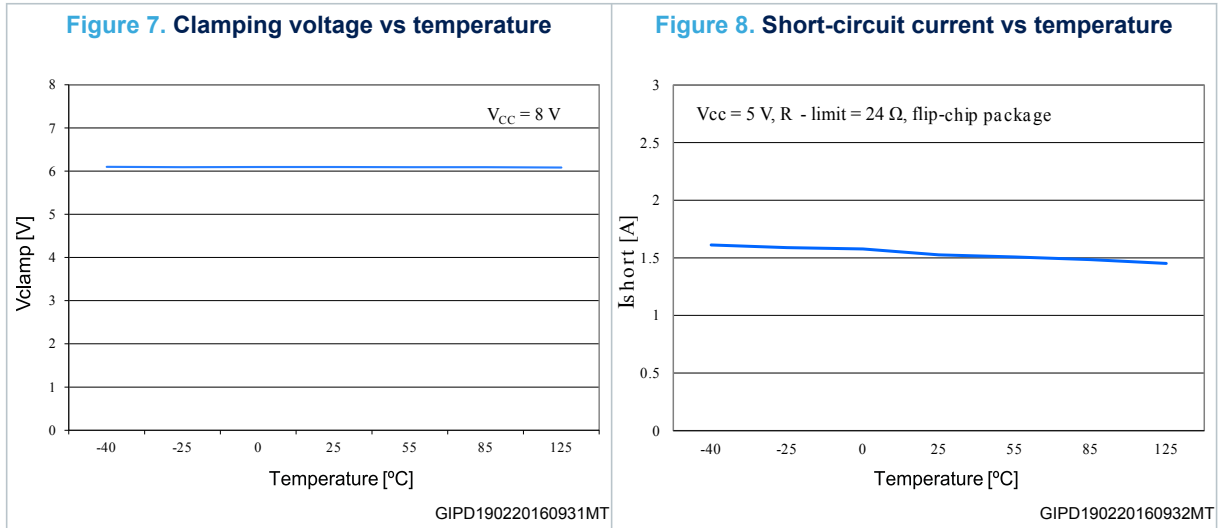 Figure 7. Clamping voltage vs temperature
8
7
6
5
4
3
2
1
0
Vclamp [V]
V_CC = 8 V
-40 -25 0 25 55 85 125
Temperature [ºC]
GIPD190220160931MT
Figure 8. Short-circuit current vs temperature
3
2.5
2
1.5
1
0.5
0
Ishort [A]
Vcc = 5 V, R - limit = 24 Ω, flip-chip package
-40 -25 0 25 55 85 125
Temperature [ºC]
GIPD190220160932MT